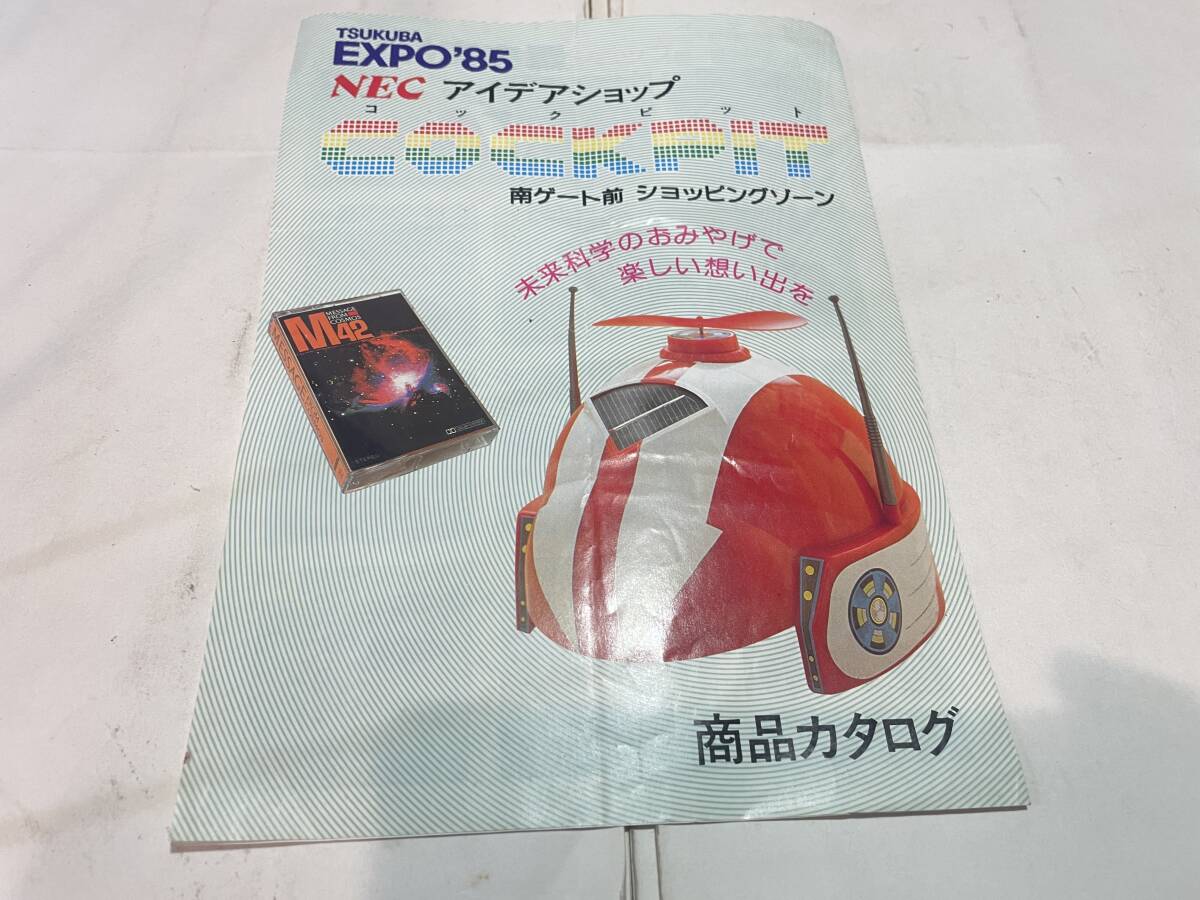 TSUKUBA
EXPO'85
NEC アイデアショップ
コックピット
COCKPIT
南ゲート前 ショッピングゾーン
未来科学のおみやげで
楽しい想い出を
MESSAGE
FROM
COSMOS
M42
STEREO
商品カタログ